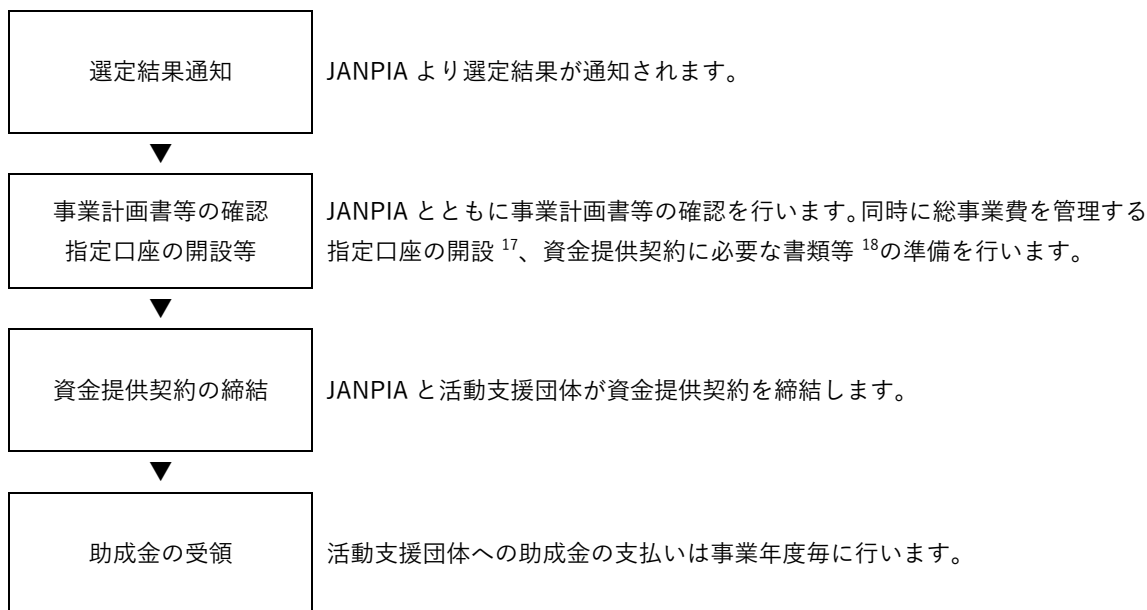 選定結果通知
JANPIA より選定結果が通知されます。
▼
事業計画書等の確認
指定口座の開設等
JANPIA とともに事業計画書等の確認を行います。同時に総事業費を管理する
指定口座の開設 17、資金提供契約に必要な書類等 18の準備を行います。
▼
資金提供契約の締結
JANPIA と活動支援団体が資金提供契約を締結します。
▼
助成金の受領
活動支援団体への助成金の支払いは事業年度毎に行います。